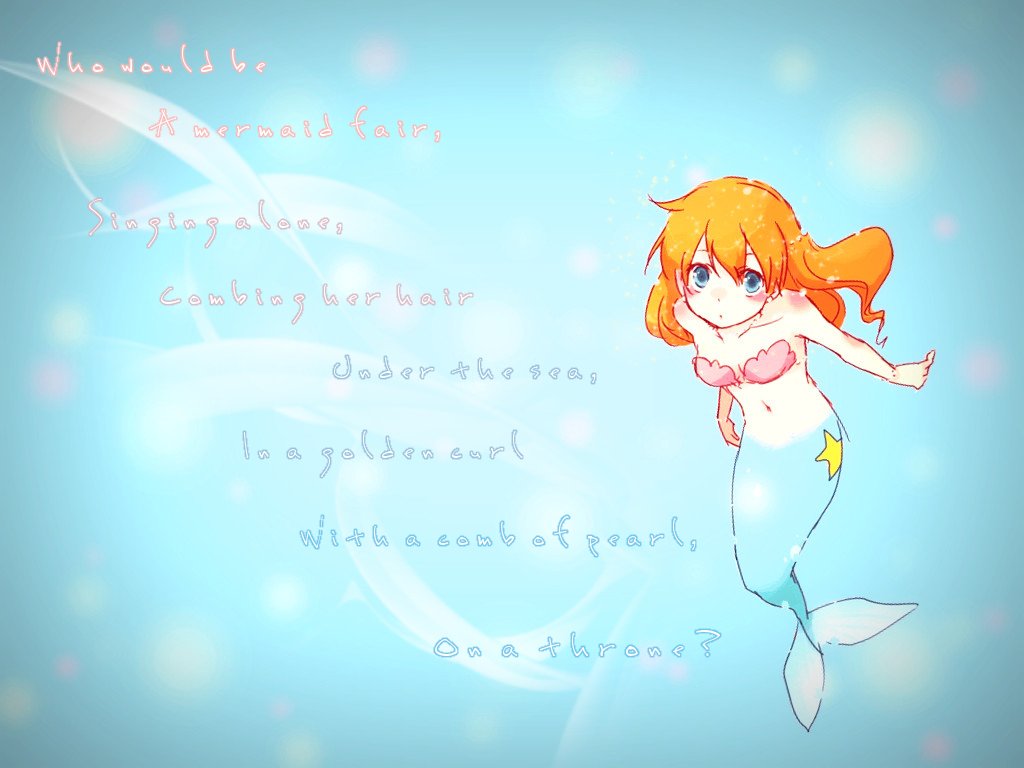 Who would be
A mermaid fair,
Singing alone,
Combing her hair
Under the sea,
In a golden curl
With a comb of pearl,
On a throne?